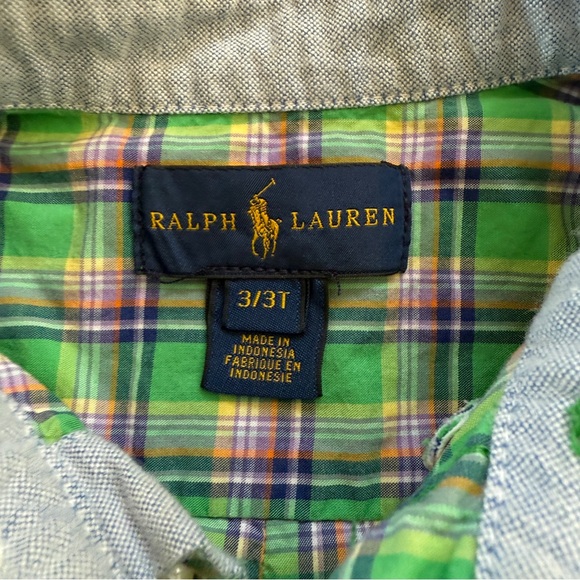 RALPH LAUREN
3/3T
MADE IN
INDONESIA
FABRIQUE EN
INDONESIE